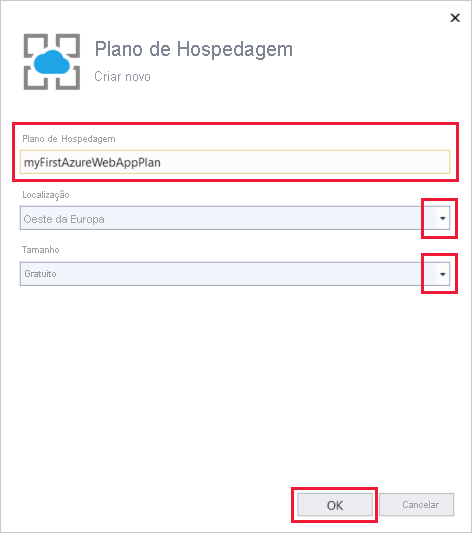 Plano de Hospedagem
Criar novo
Plano de Hospedagem
myFirstAzureWebAppPlan
Localização
Oeste da Europa
Tamanho
Gratuito
OK
Cancelar